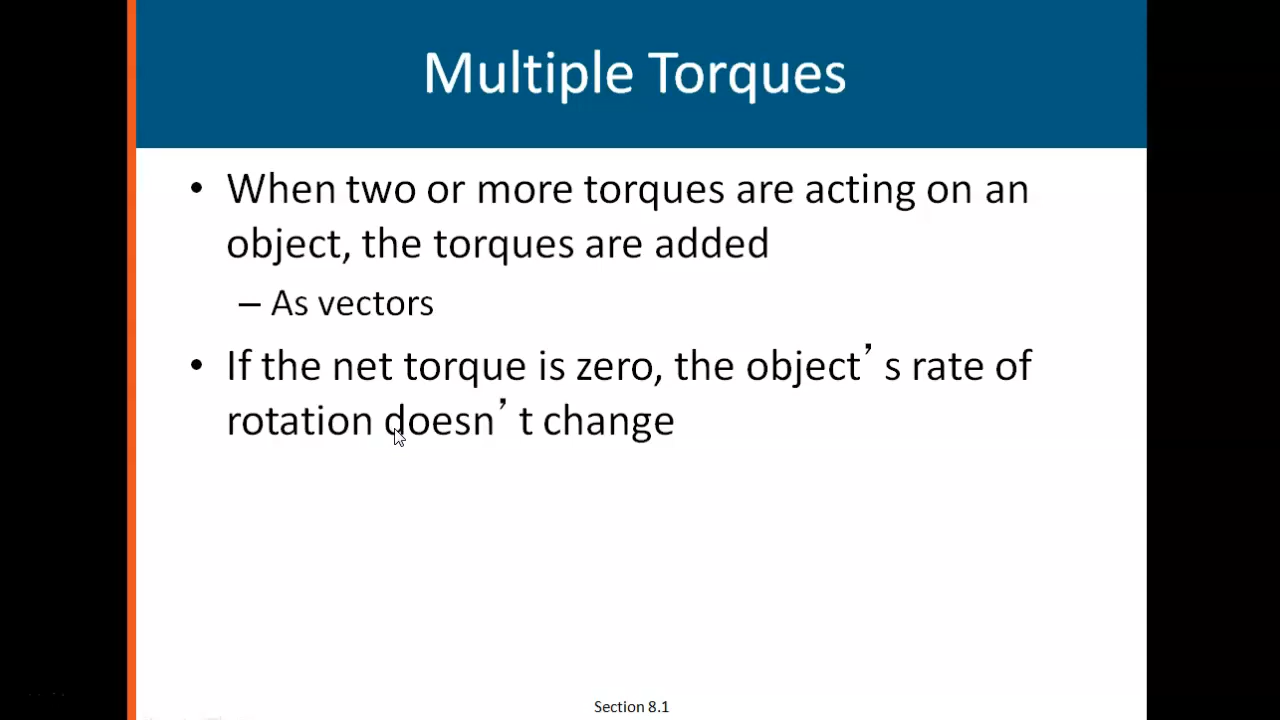 Multiple Torques
• When two or more torques are acting on an
object, the torques are added
– As vectors
• If the net torque is zero, the object’s rate of
rotation doesn’t change
Section 8.1